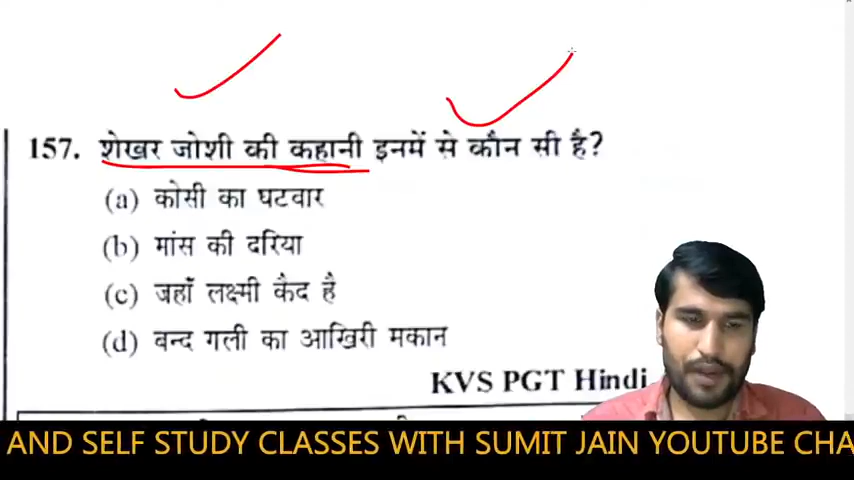 157. शेखर जोशी की कहानी इनमें से कौन सी है?
(a) कोसी का घटवार
(b) मांस की दरिया
(c) जहाँ लक्ष्मी कैद है
(d) बन्द गली का आखिरी मकान
KVS PGT Hindi
AND SELF STUDY CLASSES WITH SUMIT JAIN YOUTUBE CHA